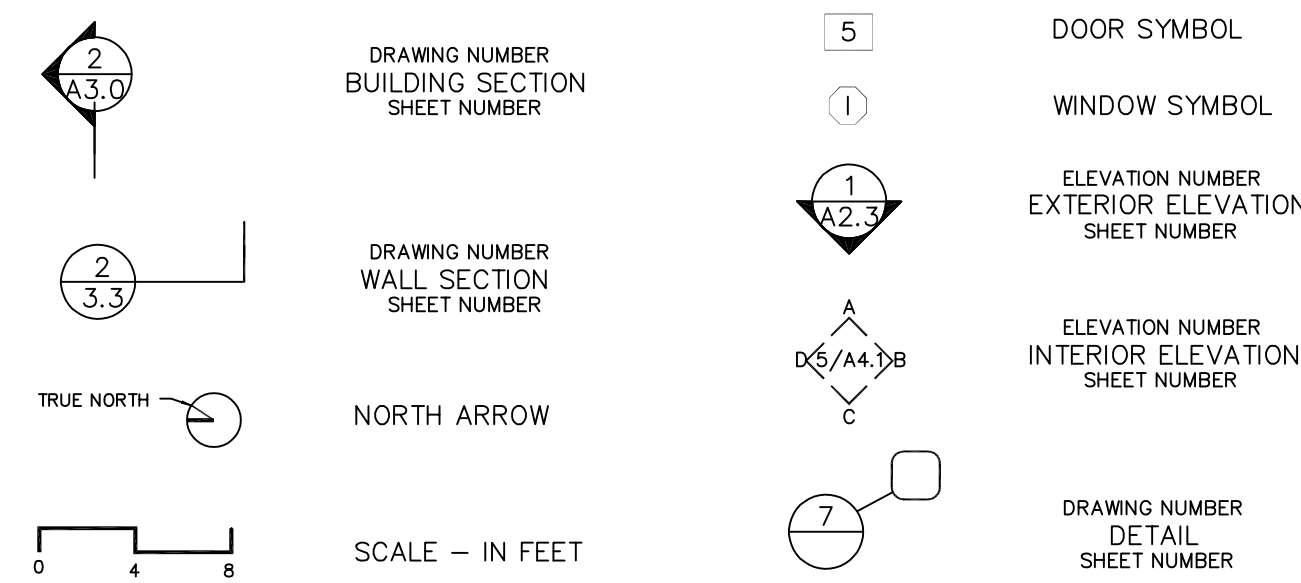 2
A3.0
DRAWING NUMBER
BUILDING SECTION
SHEET NUMBER
2
3.3
DRAWING NUMBER
WALL SECTION
SHEET NUMBER
TRUE NORTH
NORTH ARROW
0 4 8
SCALE – IN FEET
5
DOOR SYMBOL
1
WINDOW SYMBOL
1
A2.3
ELEVATION NUMBER
EXTERIOR ELEVATION
SHEET NUMBER
A
D 5/A4.1 B
C
ELEVATION NUMBER
INTERIOR ELEVATION
SHEET NUMBER
7
DRAWING NUMBER
DETAIL
SHEET NUMBER